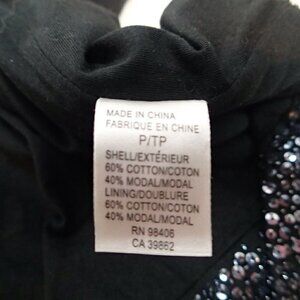 MADE IN CHINA
FABRIQUE EN CHINE
P/TP
SHELL/EXTÉRIEUR
60% COTTON/COTON
40% MODAL/MODAL
LINING/DOUBLURE
60% COTTON/COTON
40% MODAL/MODAL
RN 98406
CA 39862